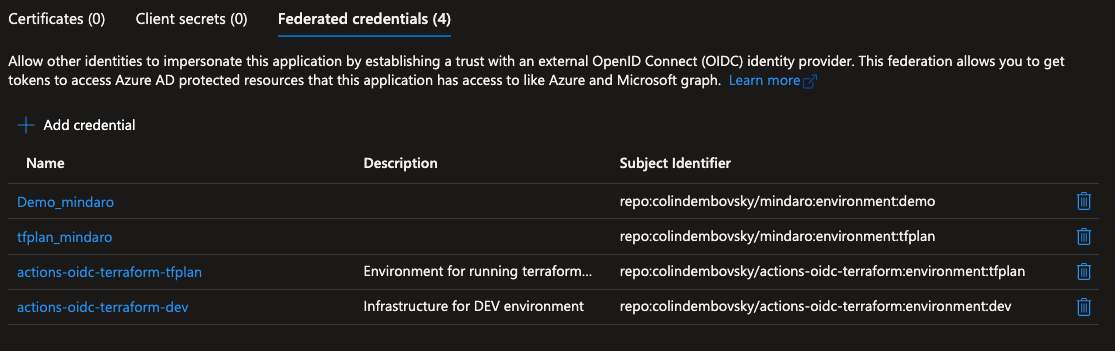 Certificates (0) Client secrets (0) Federated credentials (4)
Allow other identities to impersonate this application by establishing a trust with an external OpenID Connect (OIDC) identity provider. This federation allows you to get
tokens to access Azure AD protected resources that this application has access to like Azure and Microsoft graph. Learn more
Add credential
Name Description Subject Identifier
Demo_mindaro repo:colindembovsky/mindaro:environment:demo
tfplan_mindaro repo:colindembovsky/mindaro:environment:tfplan
actions-oidc-terraform-tfplan Environment for running terraform... repo:colindembovsky/actions-oidc-terraform:environment:tfplan
actions-oidc-terraform-dev Infrastructure for DEV environment repo:colindembovsky/actions-oidc-terraform:environment:dev